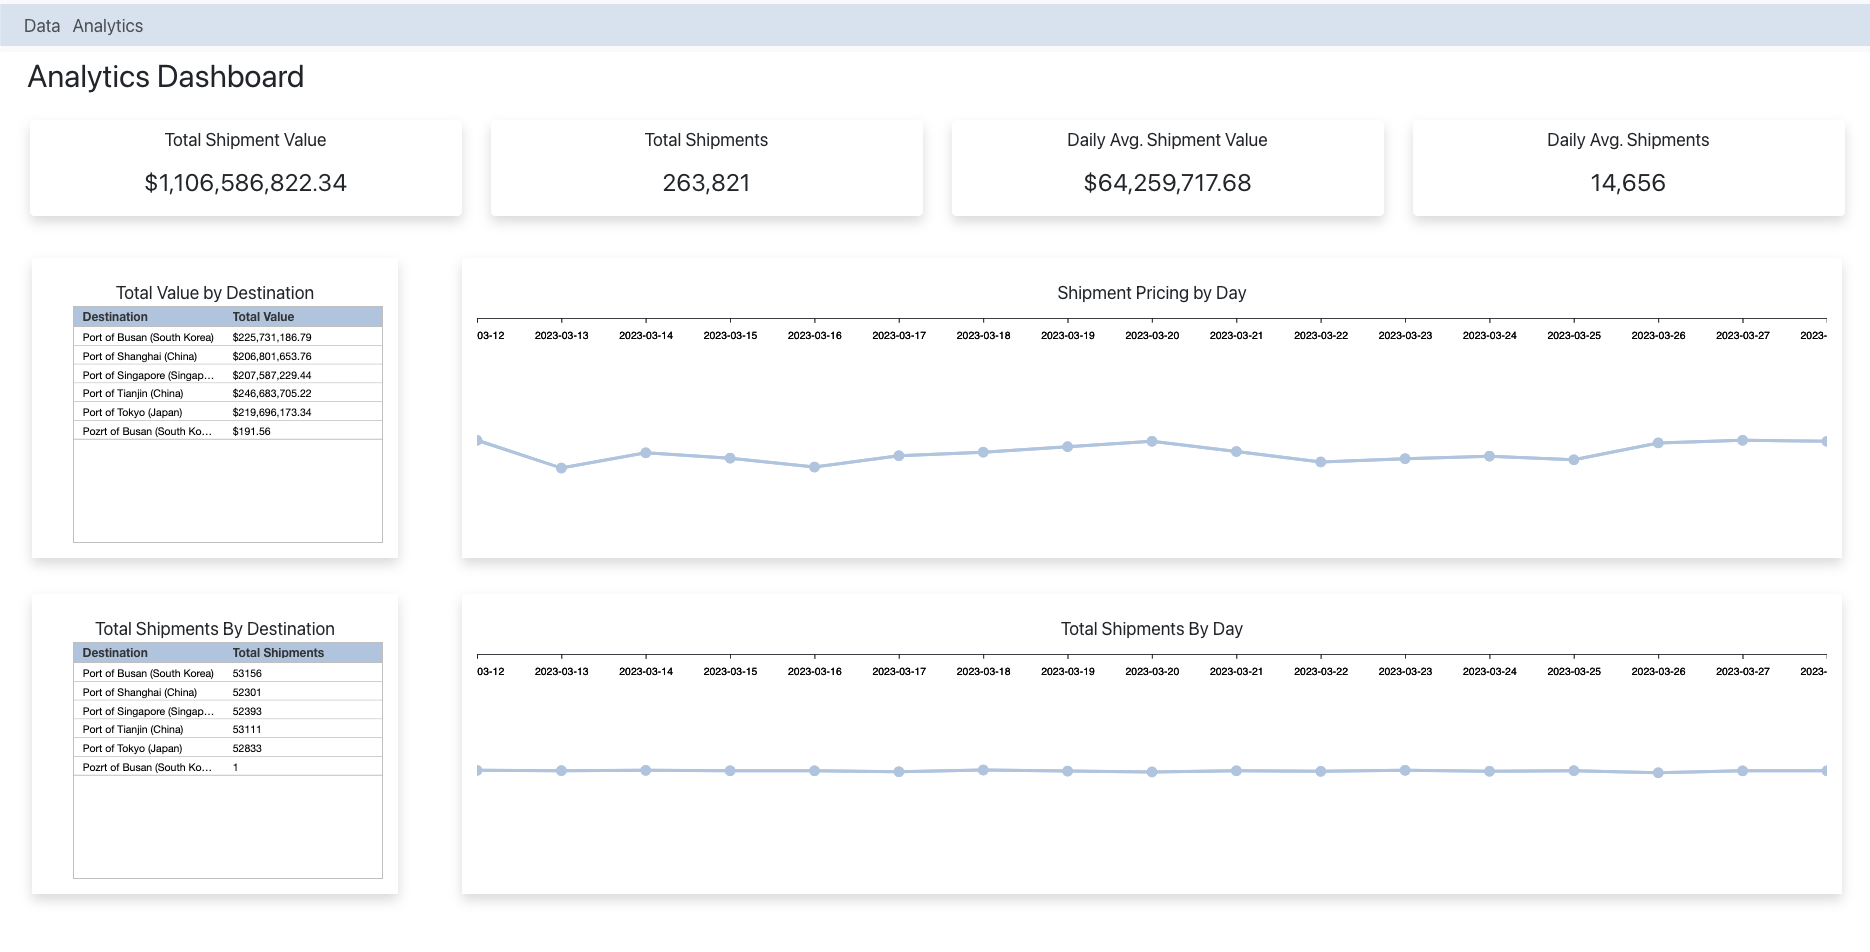 Data Analytics
Analytics Dashboard
Total Shipment Value
$1,106,586,822.34
Total Shipments
263,821
Daily Avg. Shipment Value
$64,259,717.68
Daily Avg. Shipments
14,656
Total Value by Destination
Destination Total Value
Port of Busan (South Korea) $225,731,186.79
Port of Shanghai (China) $206,801,653.76
Port of Singapore (Singap... $207,587,229.44
Port of Tianjin (China) $246,683,705.22
Port of Tokyo (Japan) $219,696,173.34
Pozrt of Busan (South Ko... $191.56
Shipment Pricing by Day
03-12 2023-03-13 2023-03-14 2023-03-15 2023-03-16 2023-03-17 2023-03-18 2023-03-19 2023-03-20 2023-03-21 2023-03-22 2023-03-23 2023-03-24 2023-03-25 2023-03-26 2023-03-27 2023-
Total Shipments By Destination
Destination Total Shipments
Port of Busan (South Korea) 53156
Port of Shanghai (China) 52301
Port of Singapore (Singap... 52393
Port of Tianjin (China) 53111
Port of Tokyo (Japan) 52833
Pozrt of Busan (South Ko... 1
Total Shipments By Day
03-12 2023-03-13 2023-03-14 2023-03-15 2023-03-16 2023-03-17 2023-03-18 2023-03-19 2023-03-20 2023-03-21 2023-03-22 2023-03-23 2023-03-24 2023-03-25 2023-03-26 2023-03-27 2023-